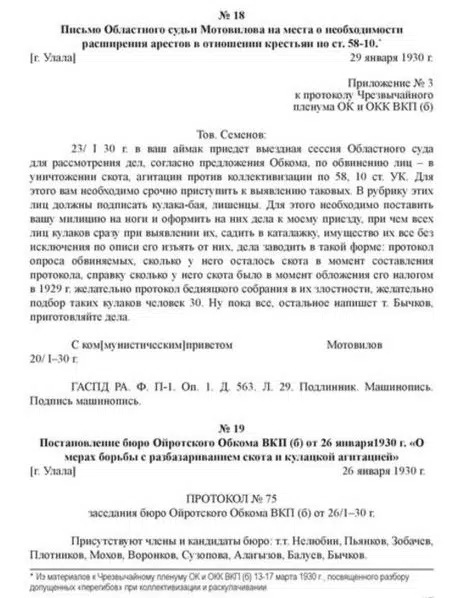 № 18
Письмо Областного судьи Мотовилова на места о необходимости
расширения арестов в отношении крестьян по ст. 58-10.*
[г. Улала] 29 января 1930 г.
Приложение № 3
к протоколу Чрезвычайного
пленума ОК и ОКК ВКП (б)
Тов. Семенов:
23/ I 30 г. в ваш аймак приедет выездная сессия Областного суда
для рассмотрения дел, согласно предложения Обкома, по обвинению лиц – в
уничтожении скота, агитации против коллективизации по 58, 10 ст. УК. Для
этого вам необходимо срочно приступить к выявлению таковых. В рубрику этих
лиц должны подписать кулака-бая, лишенцы. Для этого необходимо поставить
вашу милицию на ноги и оформить на них дела к моему приезду, при чем всех
лиц кулаков сразу при выявлении их, садить в каталажку, имущество их все без
исключения по описи его изъять от них, дела заводить в такой форме: протокол
опроса обвиняемых, сколько у него осталось скота в момент составления
протокола, справку сколько у него скота было в момент обложения его налогом
в 1929 г. желательно протокол бедняцкого собрания в их злостности, желательно
подбор таких кулаков человек 30. Ну пока все, остальное напишет т. Бычков,
приготовляйте дела.
С ком[мунистическим]приветом Мотовилов
20/ I–30 г.
ГАСПД РА. Ф. П-1. Оп. 1. Д. 563. Л. 29. Подлинник. Машинопись.
Подпись машинопись.
№ 19
Постановление бюро Ойротского Обкома ВКП (б) от 26 января1930 г. «О
мерах борьбы с разбазариванием скота и кулацкой агитацией»
[г. Улала] 26 января 1930 г.
ПРОТОКОЛ № 75
заседания бюро Ойротского Обкома ВКП (б) от 26/1–30 г.
Присутствуют члены и кандидаты бюро: т.т. Нелюбин, Пьянков, Зобачев,
Плотников, Мохов, Воронков, Сузопова, Алагызов, Балуев, Бычков.
* Из материалов к Чрезвычайному пленуму ОК и ОКК ВКП (б) 13-17 марта 1930 г., посвященного разбору
допущенных «перегибов» при коллективизации и раскулачивании